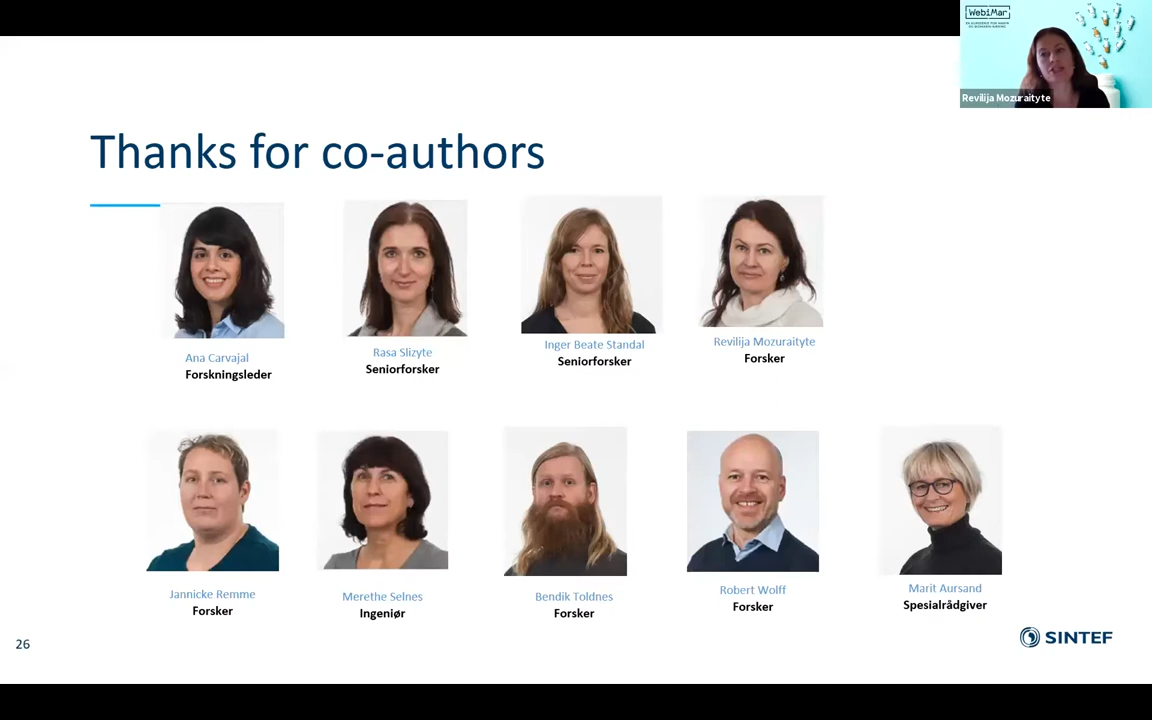 WebiMar
Revilija Mozuraityte
Thanks for co-authors
Ana Carvajal
Forskningsleder
Rasa Slizyte
Seniorforsker
Inger Beate Standal
Seniorforsker
Revilija Mozuraityte
Forsker
Jannicke Remme
Forsker
Merethe Selnes
Ingeniør
Bendik Toldnes
Forsker
Robert Wolff
Forsker
Marit Aursand
Spesialrådgiver
26
SINTEF